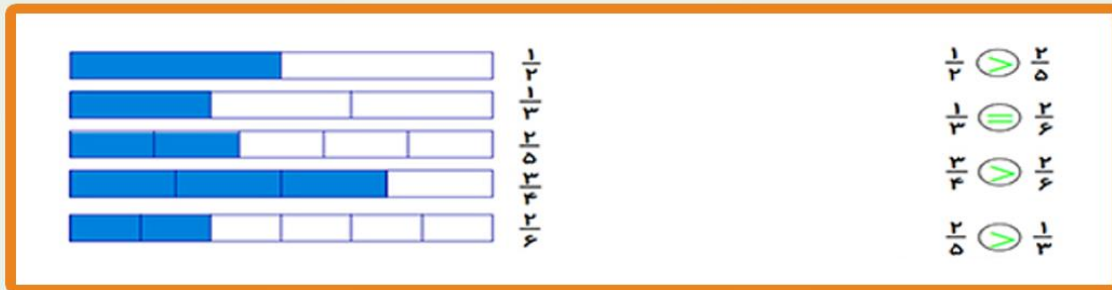 ۱/۲
۱/۳
۲/۵
۳/۴
۲/۶
۱/۲ > ۲/۵
۱/۳ = ۲/۶
۳/۴ > ۲/۶
۲/۵ > ۱/۳